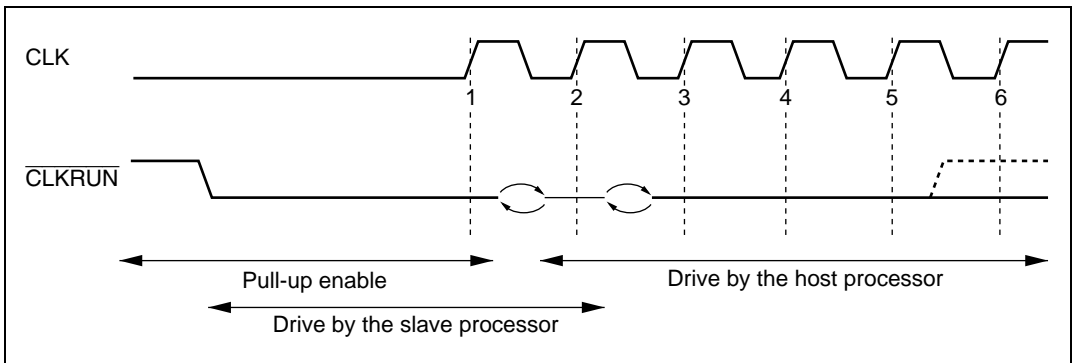 CLK
1 2 3 4 5 6
CLKRUN
Pull-up enable
Drive by the host processor
Drive by the slave processor